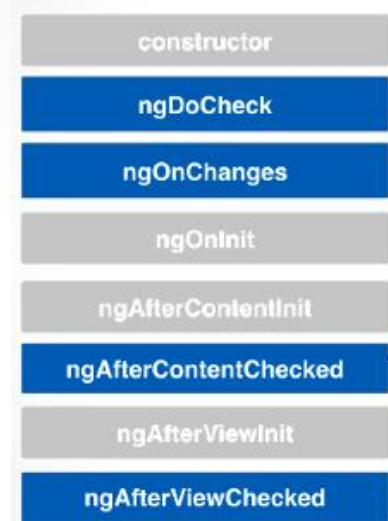 constructor
ngDoCheck
ngOnChanges
ngOnInit
ngAfterContentInit
ngAfterContentChecked
ngAfterViewInit
ngAfterViewChecked